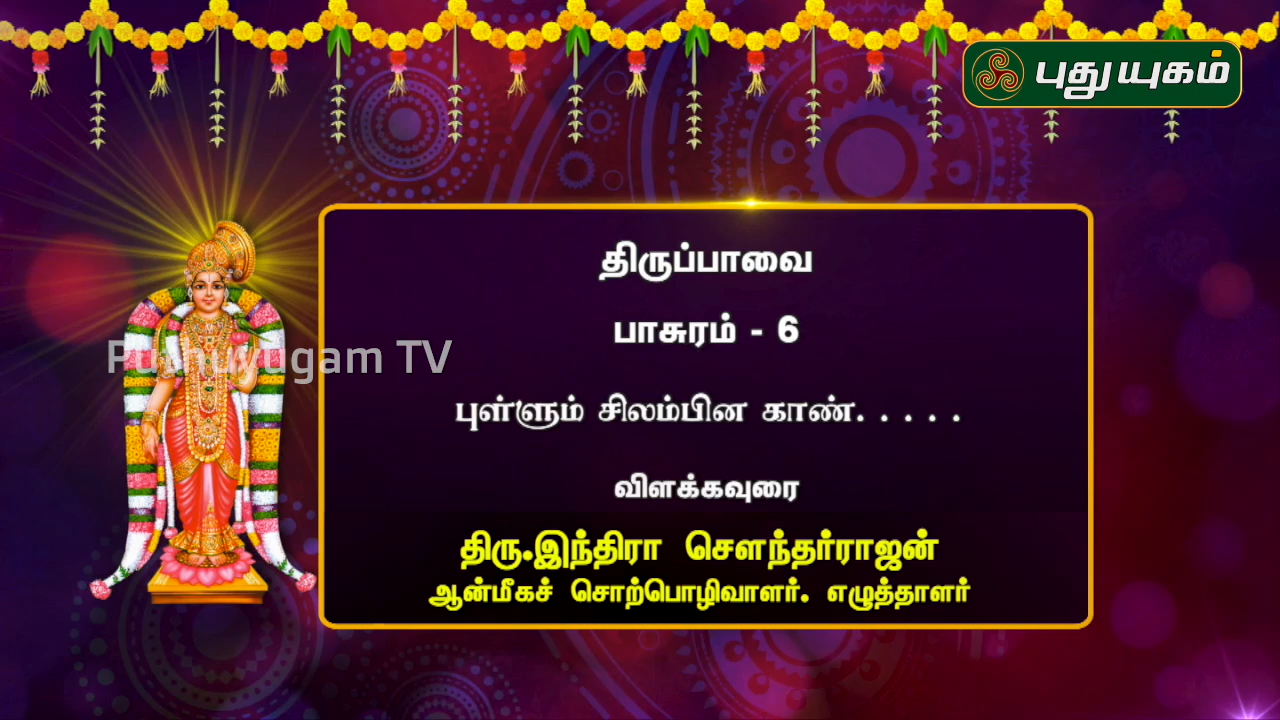 புதுயுகம்
திருப்பாவை
பாசுரம் - 6
Puthuyugam TV
புள்ளும் சிலம்பின காண். . . . .
விளக்கவுரை
திரு.இந்திரா சௌந்தர்ராஜன்
ஆன்மீகச் சொற்பொழிவாளர். எழுத்தாளர்